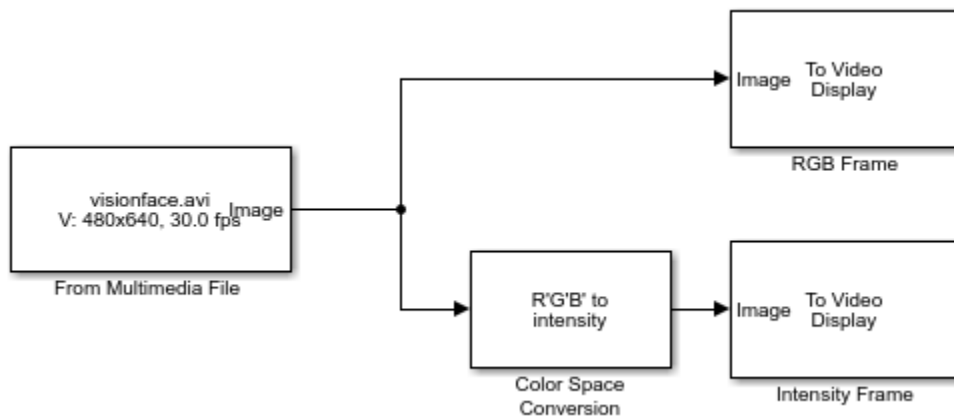 visionface.avi
V: 480x640, 30.0 fps
Image
From Multimedia File
Image
To Video
Display
RGB Frame
R'G'B' to
intensity
Color Space
Conversion
Image
To Video
Display
Intensity Frame